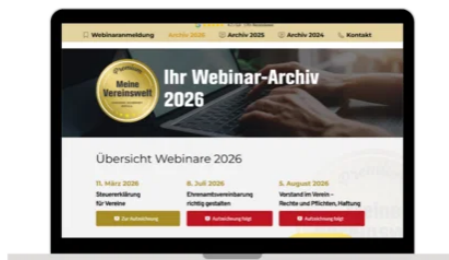 Webinaranmeldung Archiv 2026 Archiv 2025 Archiv 2024 Kontakt
Meine
Vereinswelt
Ihr Webinar-Archiv
2026
Übersicht Webinare 2026
11. März 2026 8. Juli 2026 5. August 2026
Steuererklärung Ehrenamtsvereinbarung Vorstand im Verein –
für Vereine richtig gestalten Rechte und Pflichten, Haftung
Zur Aufzeichnung Aufzeichnung folgt Aufzeichnung folgt